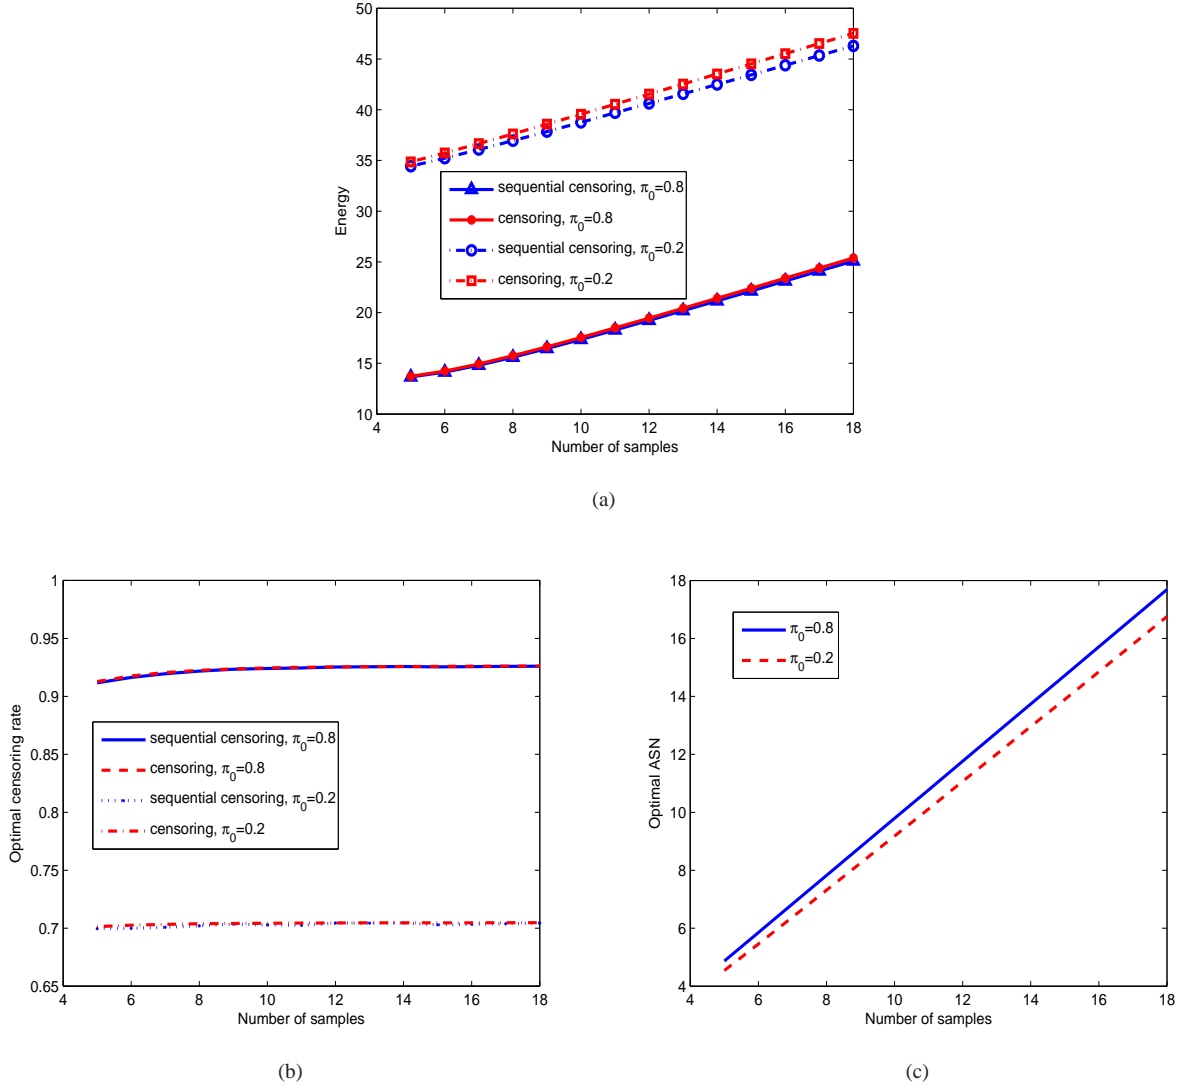 50
45
40
35
30
25
20
15
10
Energy
sequential censoring, π0=0.8
censoring, π0=0.8
sequential censoring, π0=0.2
censoring, π0=0.2
4 6 8 10 12 14 16 18
Number of samples
(a)
1
0.95
0.9
0.85
0.8
0.75
0.7
0.65
Optimal censoring rate
sequential censoring, π0=0.8
censoring, π0=0.8
sequential censoring, π0=0.2
censoring, π0=0.2
4 6 8 10 12 14 16 18
Number of samples
(b)
18
16
14
12
10
8
6
4
Optimal ASN
π0=0.8
π0=0.2
4 6 8 10 12 14 16 18
Number of samples
(c)